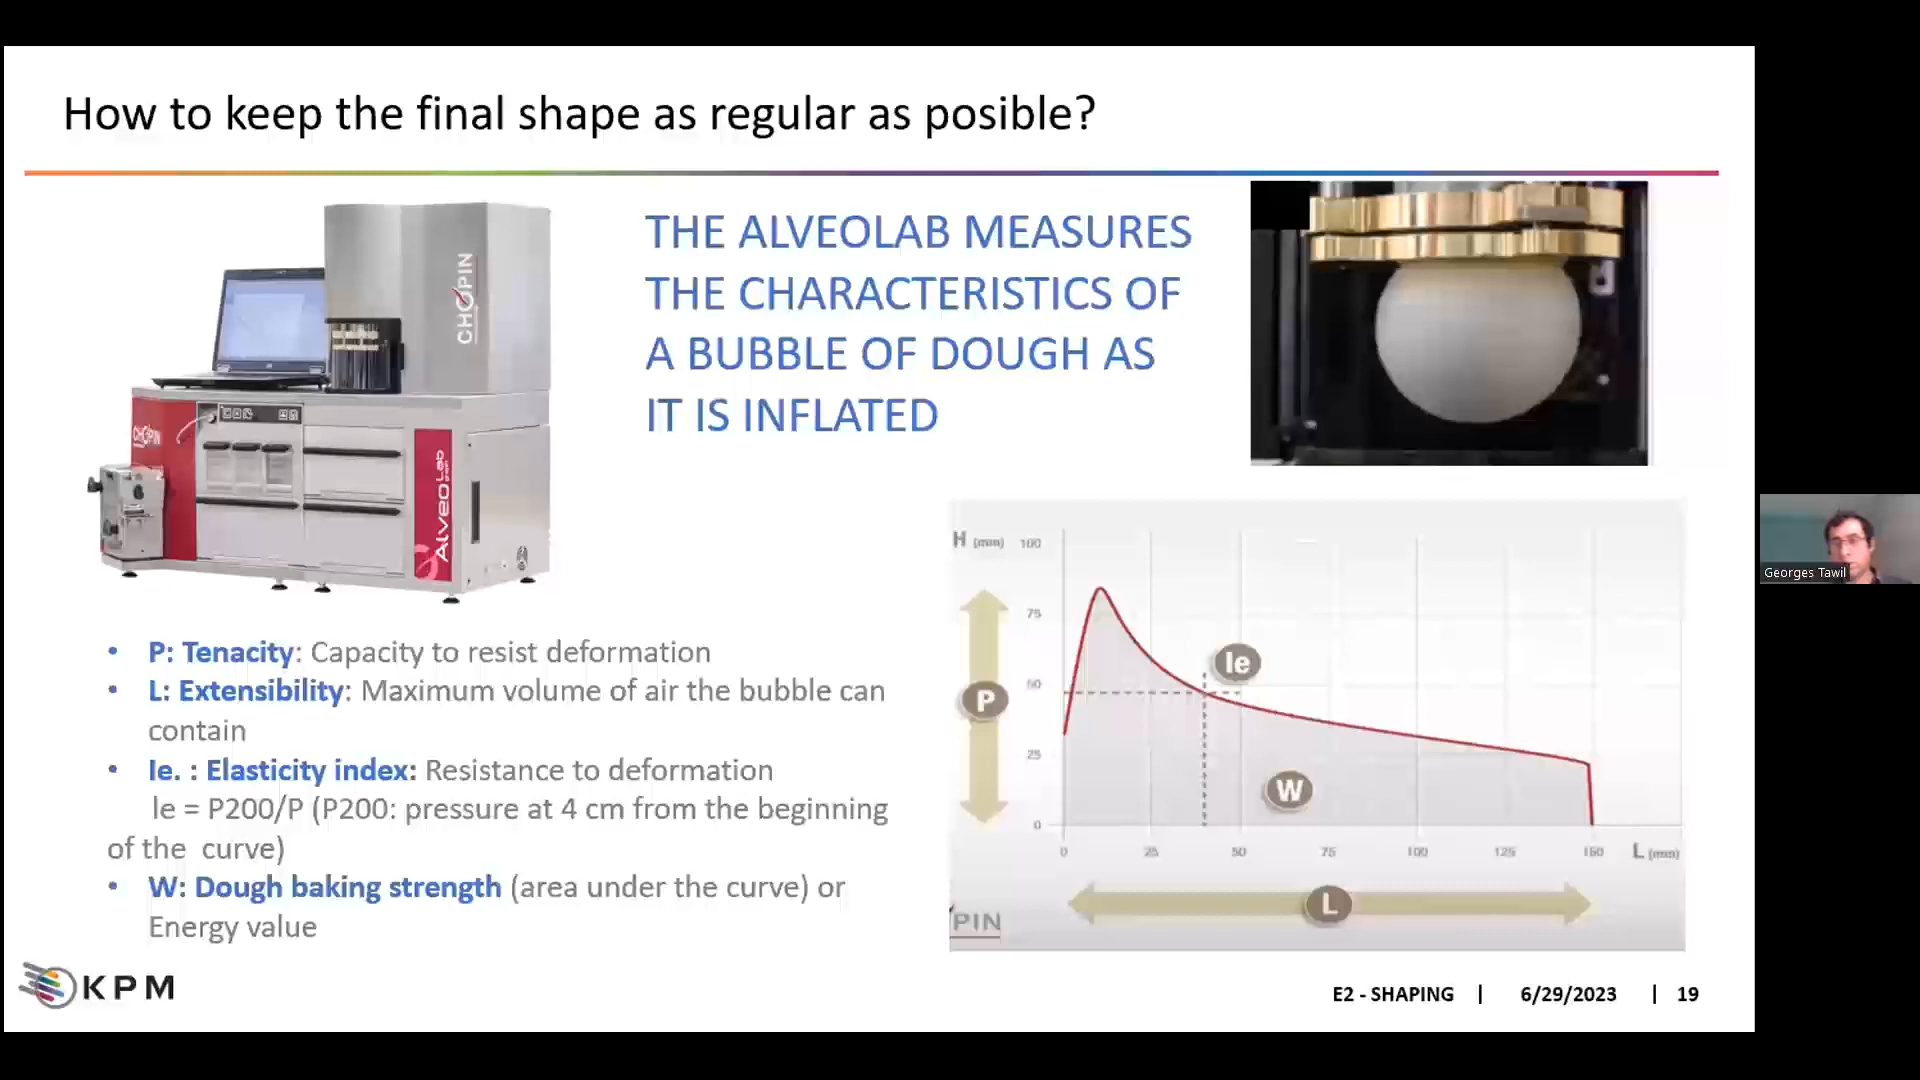 How to keep the final shape as regular as posible?
THE ALVEOLAB MEASURES
THE CHARACTERISTICS OF
A BUBBLE OF DOUGH AS
IT IS INFLATED
CHOPIN
CHOPIN
AlveoLab
• P: Tenacity: Capacity to resist deformation
• L: Extensibility: Maximum volume of air the bubble can
contain
• Ie. : Elasticity index: Resistance to deformation
Ie = P200/P (P200: pressure at 4 cm from the beginning
of the curve)
• W: Dough baking strength (area under the curve) or
Energy value
H (mm)
100
75
50
25
0
P
Ie
W
0 25 50 75 100 125 150 L (mm)
L
PIN
Georges Tawil
KPM
E2 - SHAPING | 6/29/2023 | 19